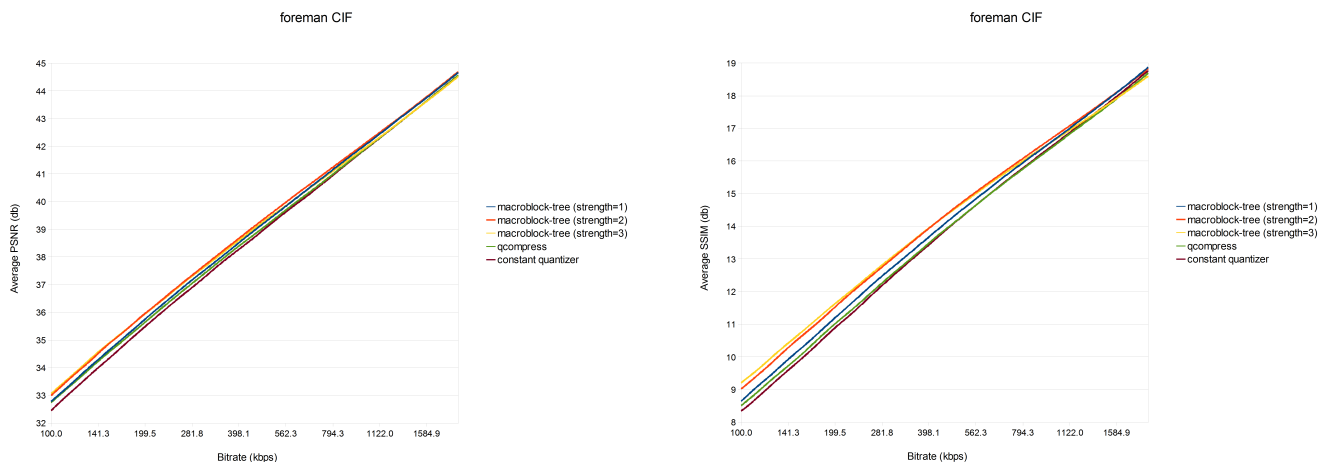 foreman CIF
45
44
43
42
41
40
39
38
37
36
35
34
33
32
Average PSNR (db)
100.0 141.3 199.5 281.8 398.1 562.3 794.3 1122.0 1584.9
Bitrate (kbps)
macroblock-tree (strength=1)
macroblock-tree (strength=2)
macroblock-tree (strength=3)
qcompress
constant quantizer
foreman CIF
19
18
17
16
15
14
13
12
11
10
9
8
Average SSIM (db)
100.0 141.3 199.5 281.8 398.1 562.3 794.3 1122.0 1584.9
Bitrate (kbps)
macroblock-tree (strength=1)
macroblock-tree (strength=2)
macroblock-tree (strength=3)
qcompress
constant quantizer